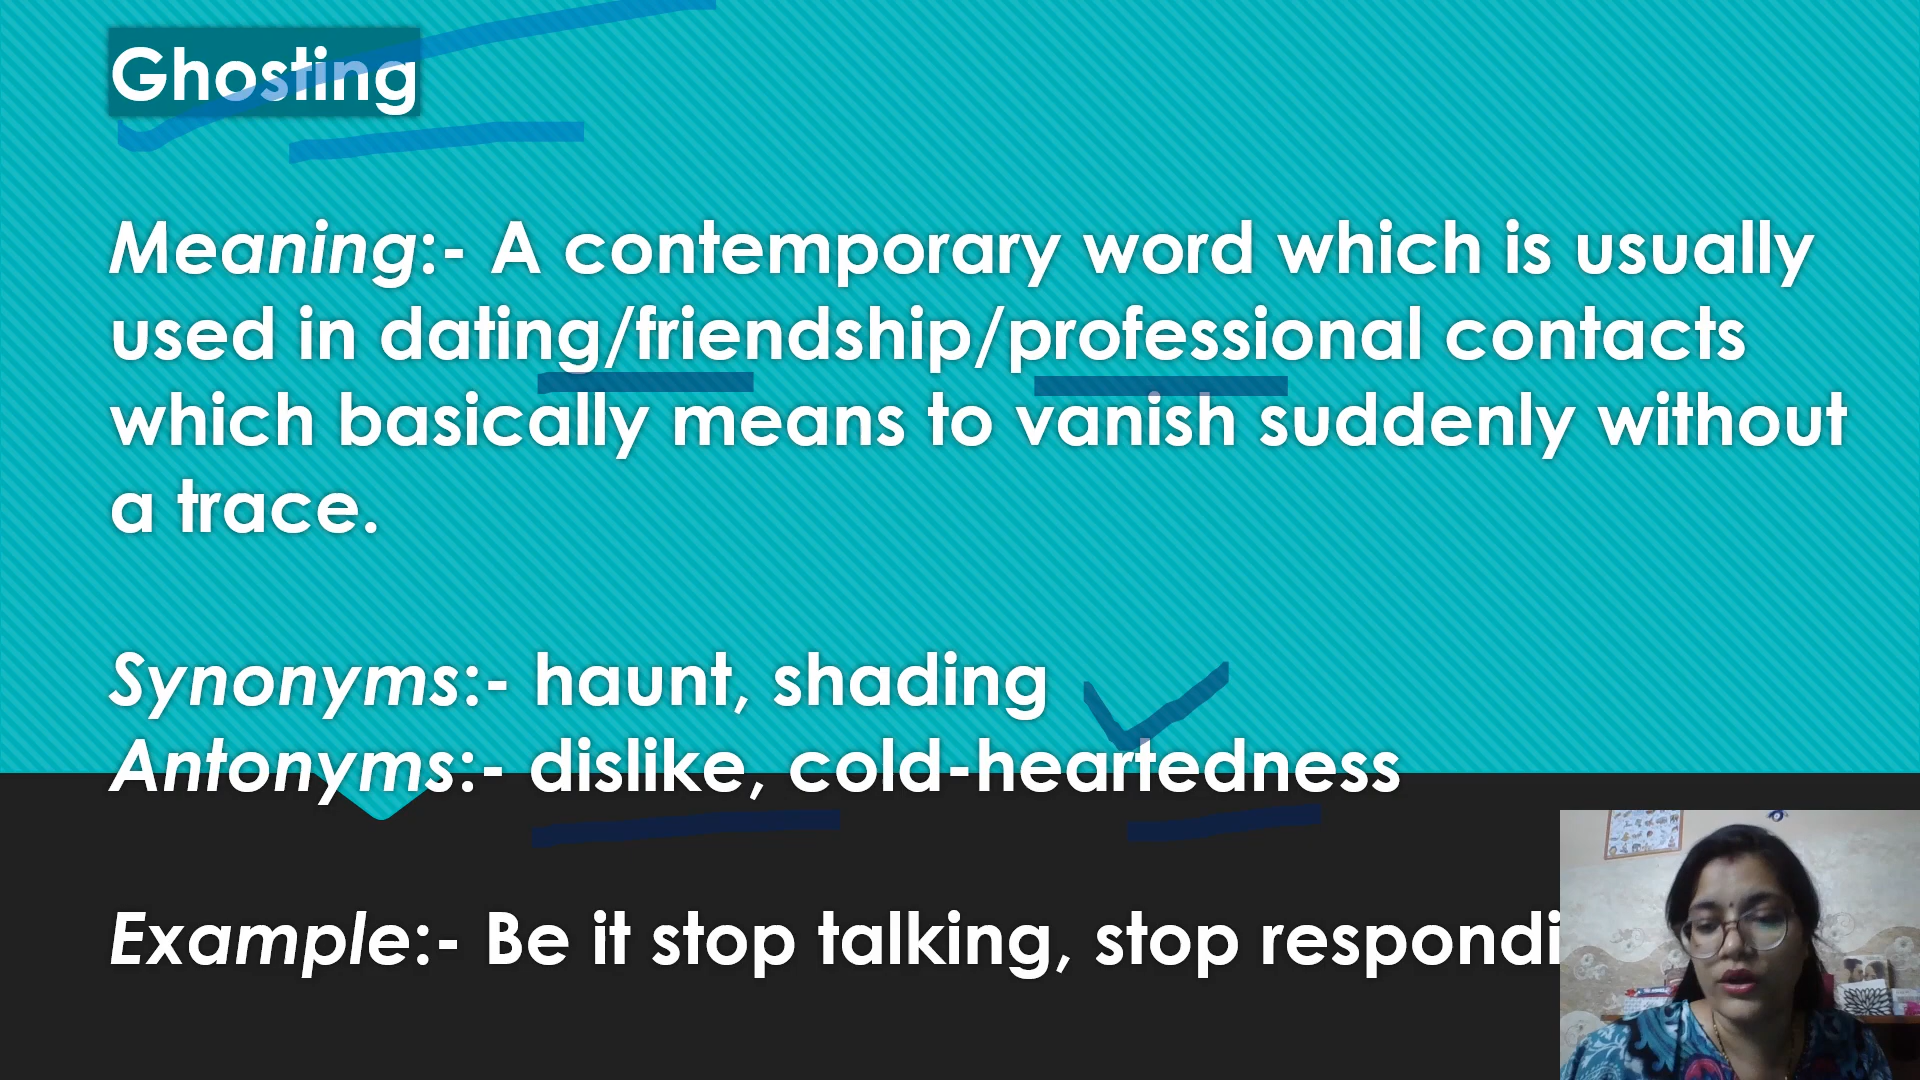 Ghosting
Meaning:- A contemporary word which is usually
used in dating/friendship/professional contacts
which basically means to vanish suddenly without
a trace.
Synonyms:- haunt, shading
Antonyms:- dislike, cold-heartedness
Example:- Be it stop talking, stop respondi